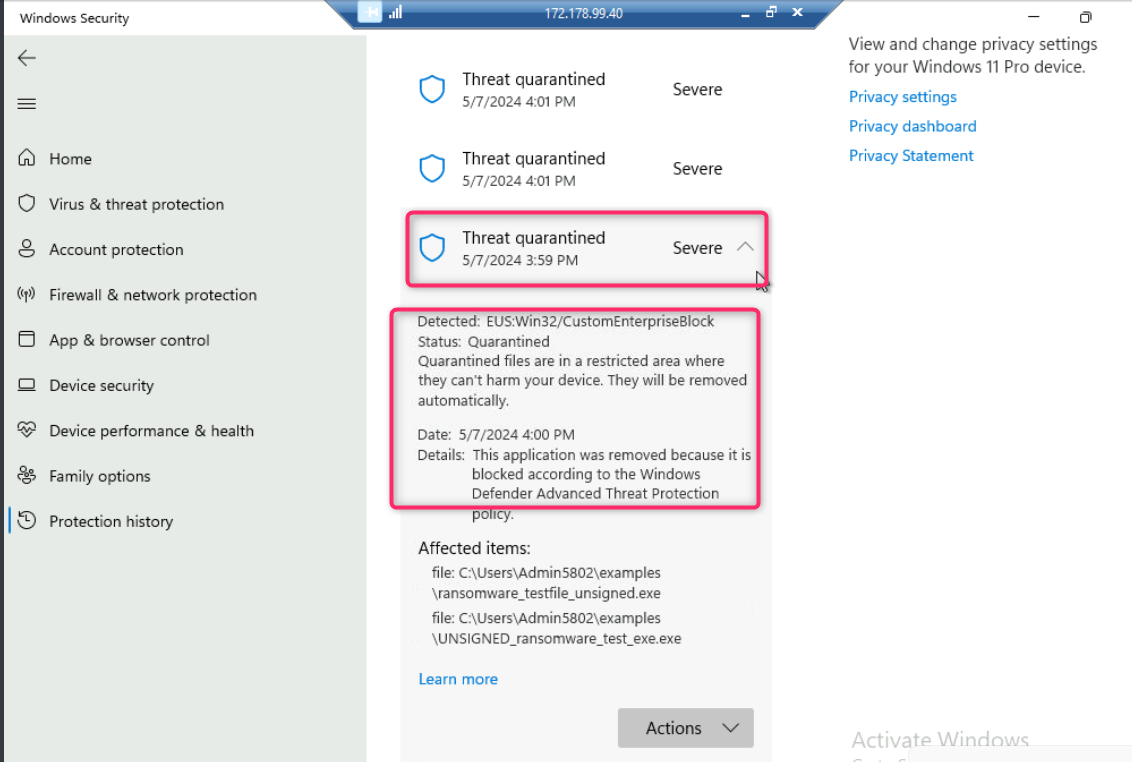 Windows Security
172.178.99.40
Home
Virus & threat protection
Account protection
Firewall & network protection
App & browser control
Device security
Device performance & health
Family options
Protection history
Threat quarantined
5/7/2024 4:01 PM
Severe
Threat quarantined
5/7/2024 4:01 PM
Severe
Threat quarantined
5/7/2024 3:59 PM
Severe
Detected: EUS:Win32/CustomEnterpriseBlock
Status: Quarantined
Quarantined files are in a restricted area where
they can't harm your device. They will be removed
automatically.
Date: 5/7/2024 4:00 PM
Details: This application was removed because it is
blocked according to the Windows
Defender Advanced Threat Protection
policy.
Affected items:
file: C:\Users\Admin5802\examples
\ransomware_testfile_unsigned.exe
file: C:\Users\Admin5802\examples
\UNSIGNED_ransomware_test_exe.exe
Learn more
Actions
View and change privacy settings
for your Windows 11 Pro device.
Privacy settings
Privacy dashboard
Privacy Statement
Activate Windows